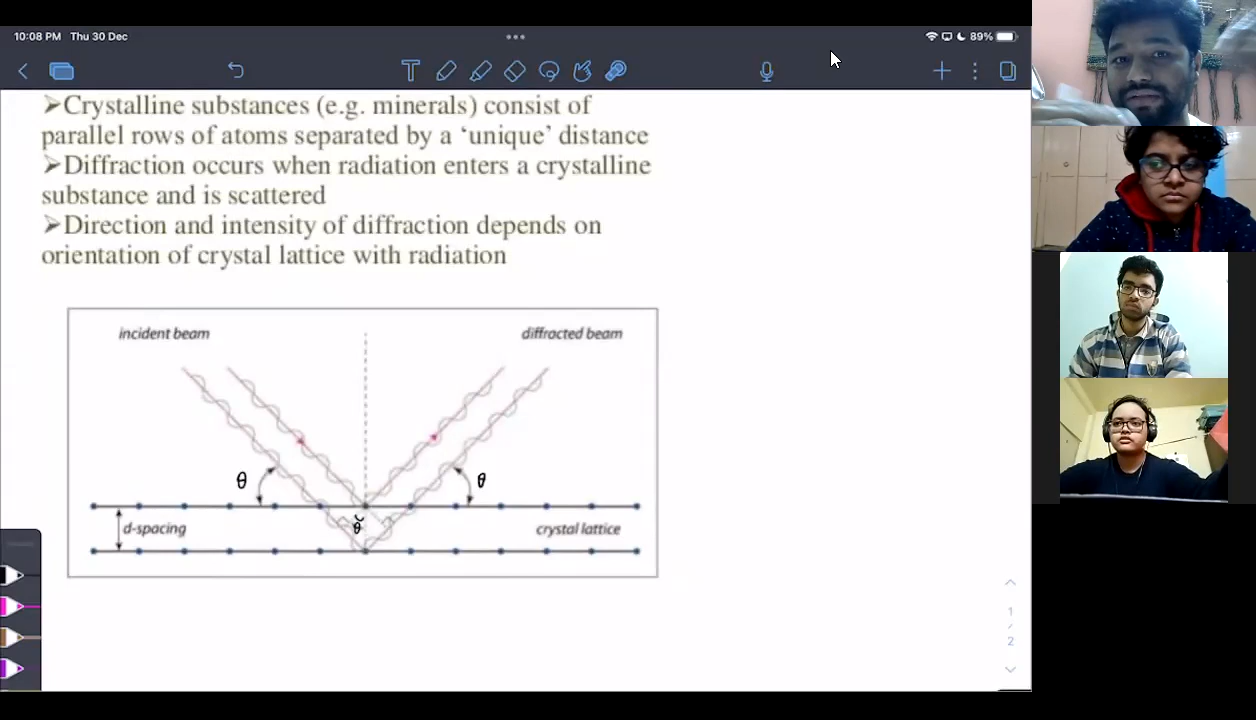 10:08 PM Thu 30 Dec
89%
➤Crystalline substances (e.g. minerals) consist of
parallel rows of atoms separated by a ‘unique’ distance
➤Diffraction occurs when radiation enters a crystalline
substance and is scattered
➤Direction and intensity of diffraction depends on
orientation of crystal lattice with radiation
incident beam
diffracted beam
θ
θ
θ
d-spacing
crystal lattice
1
/
2